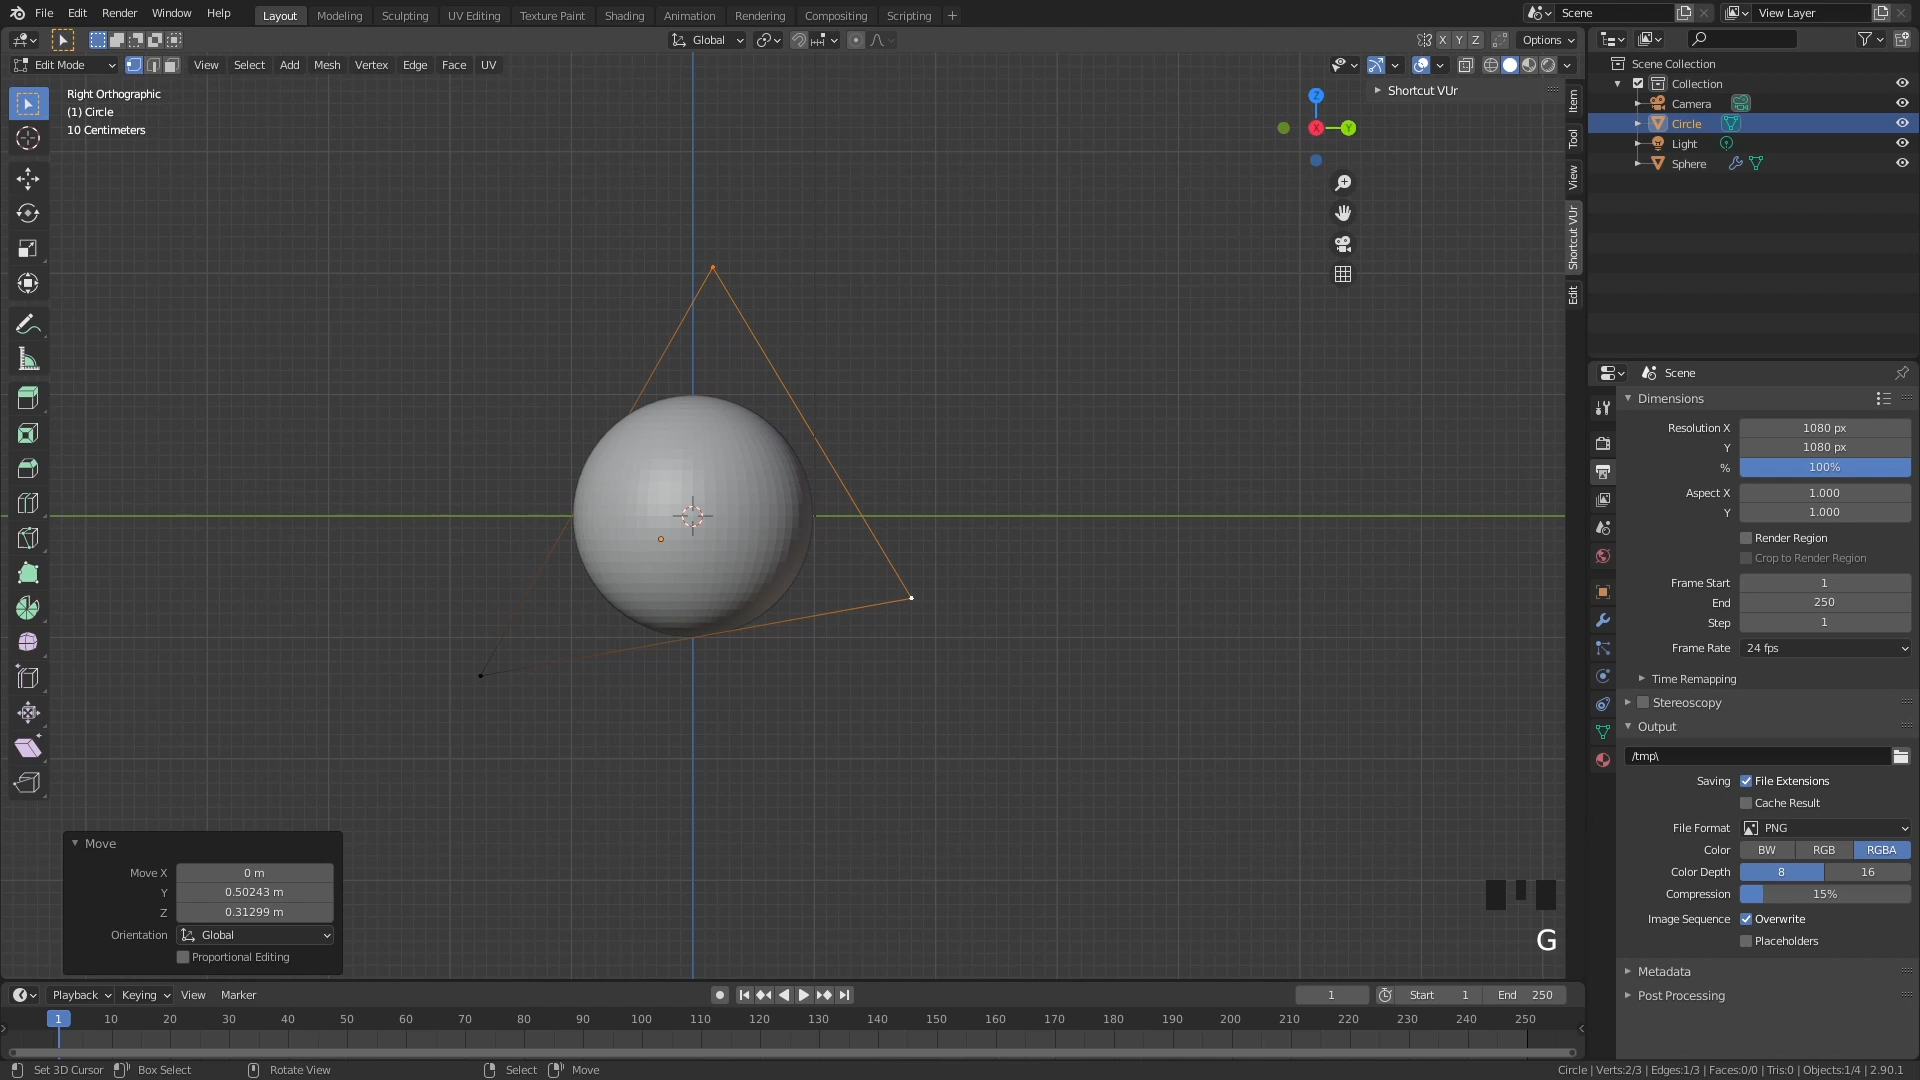 File Edit Render Window Help Layout Modeling Sculpting UV Editing Texture Paint Shading Animation Rendering Compositing Scripting + Scene View Layer
Global X Y Z Options
Edit Mode View Select Add Mesh Vertex Edge Face UV
Right Orthographic
(1) Circle
10 Centimeters
Shortcut VUr
Z
X
Y
Item
Tool
View
Shortcut VUr
Edit
Scene Collection
Collection
Camera
Circle
Light
Sphere
Scene
Dimensions
Resolution X 1080 px
Y 1080 px
% 100%
Aspect X 1.000
Y 1.000
Render Region
Crop to Render Region
Frame Start 1
End 250
Step 1
Frame Rate 24 fps
Time Remapping
Stereoscopy
Output
/tmp\
Saving File Extensions
Cache Result
File Format PNG
Color BW RGB RGBA
Color Depth 8 16
Compression 15%
Image Sequence Overwrite
Placeholders
Metadata
Post Processing
Move
Move X 0 m
Y 0.50243 m
Z 0.31299 m
Orientation Global
Proportional Editing
G
Playback Keying View Marker 1 Start 1 End 250
1 10 20 30 40 50 60 70 80 90 100 110 120 130 140 150 160 170 180 190 200 210 220 230 240 250
Set 3D Cursor Box Select Rotate View Select Move Circle | Verts:2/3 | Edges:1/3 | Faces:0/0 | Tris:0 | Objects:1/4 | 2.90.1